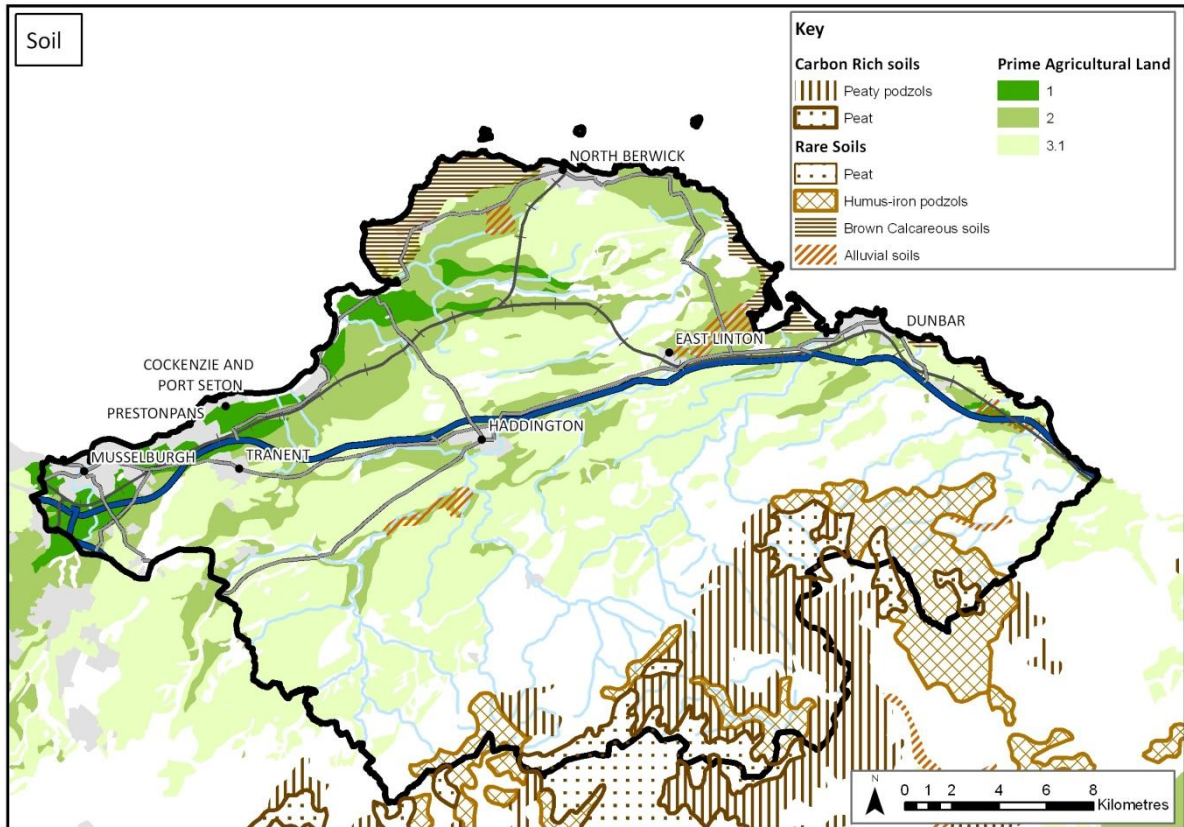 Soil
Key
Carbon Rich soils
Peaty podzols
Peat
Rare Soils
Peat
Humus-iron podzols
Brown Calcareous soils
Alluvial soils
Prime Agricultural Land
1
2
3.1
NORTH BERWICK
DUNBAR
EAST LINTON
COCKENZIE AND
PORT SETON
PRESTONPANS
HADDINGTON
MUSSELBURGH
TRANENT
N
0 1 2 4 6 8
Kilometres